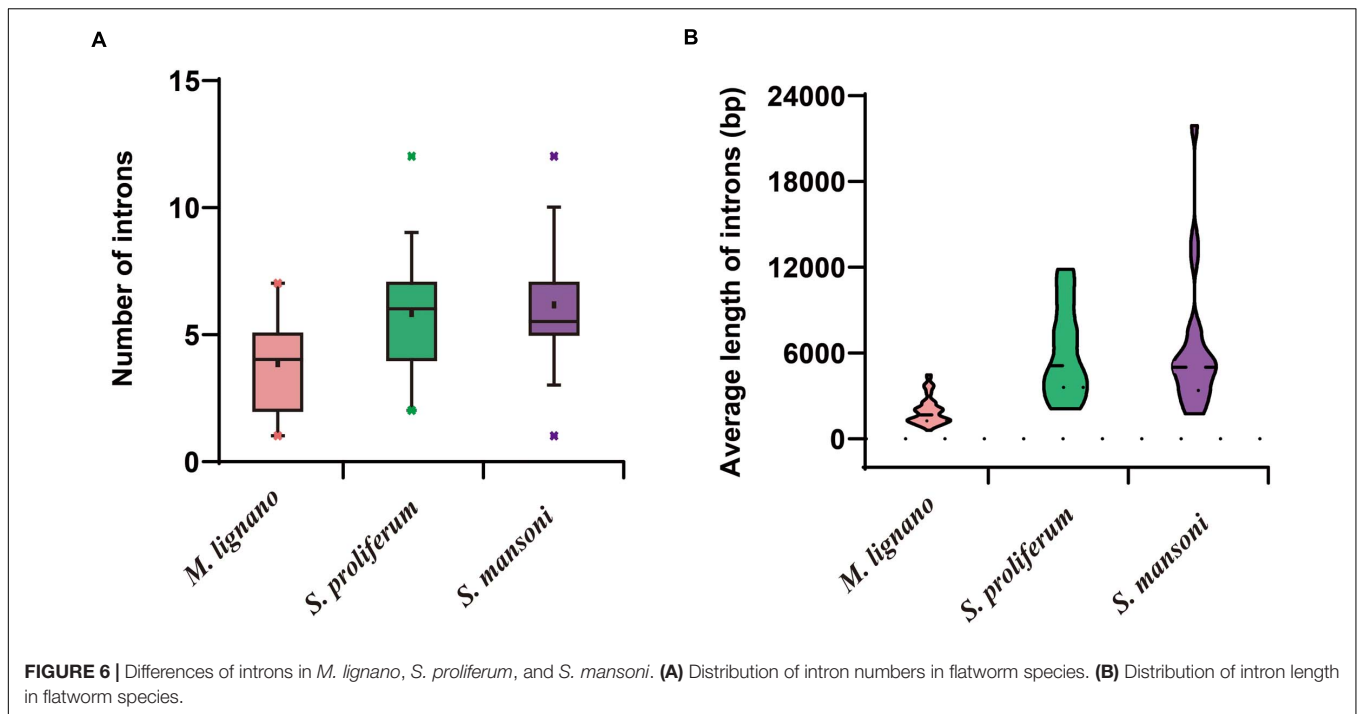 A
Number of introns
15
10
5
0
M. lignano
S. proliferum
S. mansoni
B
Average length of introns (bp)
24000
18000
12000
6000
0
M. lignano
S. proliferum
S. mansoni
FIGURE 6 | Differences of introns in M. lignano, S. proliferum, and S. mansoni. (A) Distribution of intron numbers in flatworm species. (B) Distribution of intron length
in flatworm species.